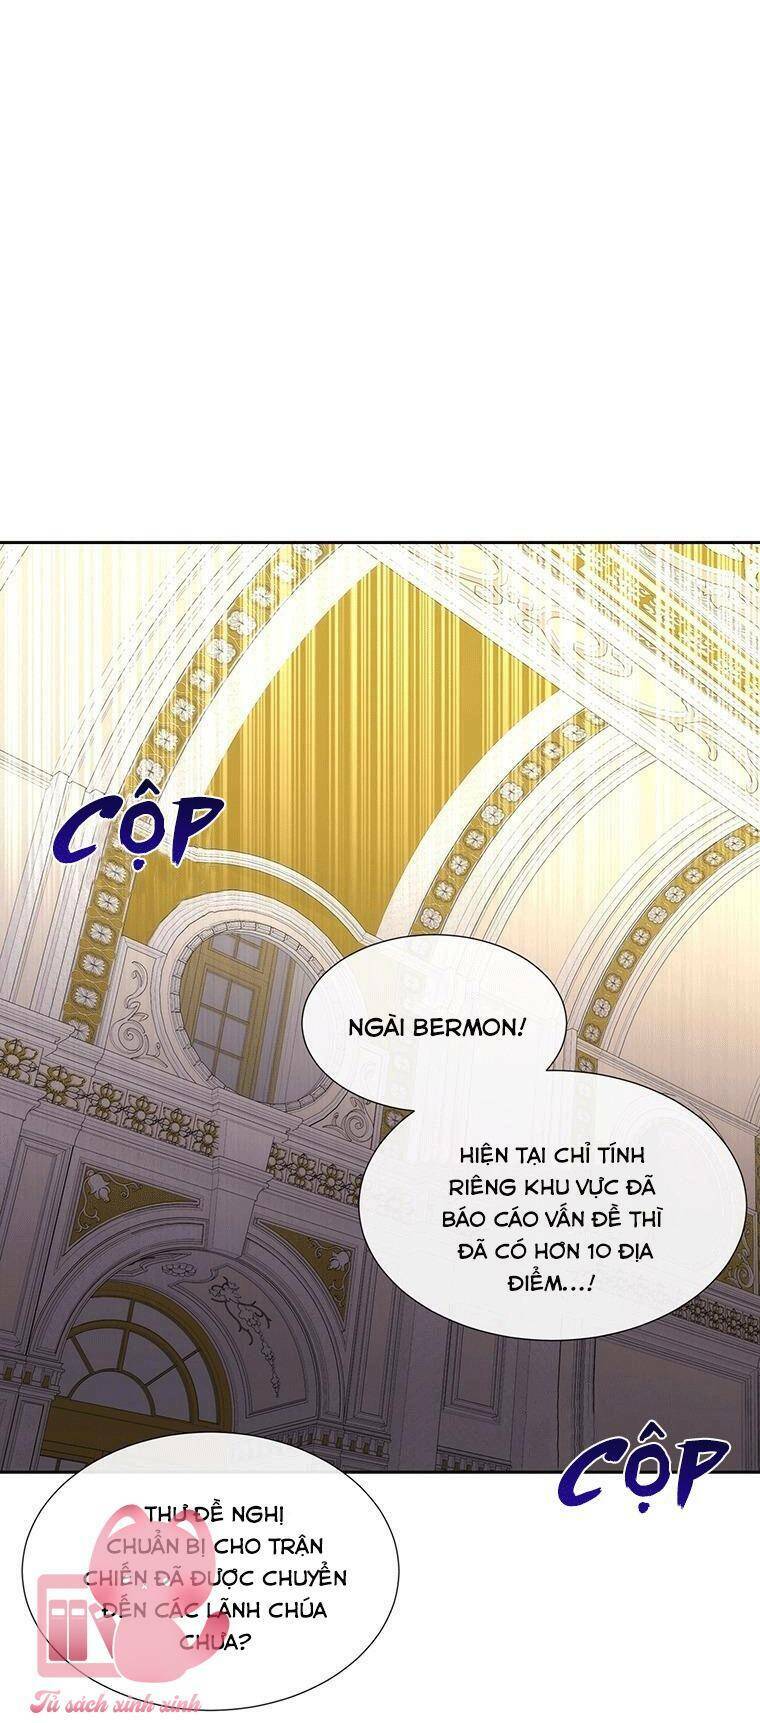 CỘP
NGÀI BERMON!
HIỆN TẠI CHỈ TÍNH
RIÊNG KHU VỰC ĐÃ
BÁO CÁO VẤN ĐỀ THÌ
ĐÃ CÓ HƠN 10 ĐỊA
ĐIỂM...!
CỘP
THƯ ĐỀ NGHỊ
CHUẨN BỊ CHO TRẬN
CHIẾN ĐÃ ĐƯỢC CHUYỂN
ĐẾN CÁC LÃNH CHÚA
CHƯA?
Tủ sách xinh xinh